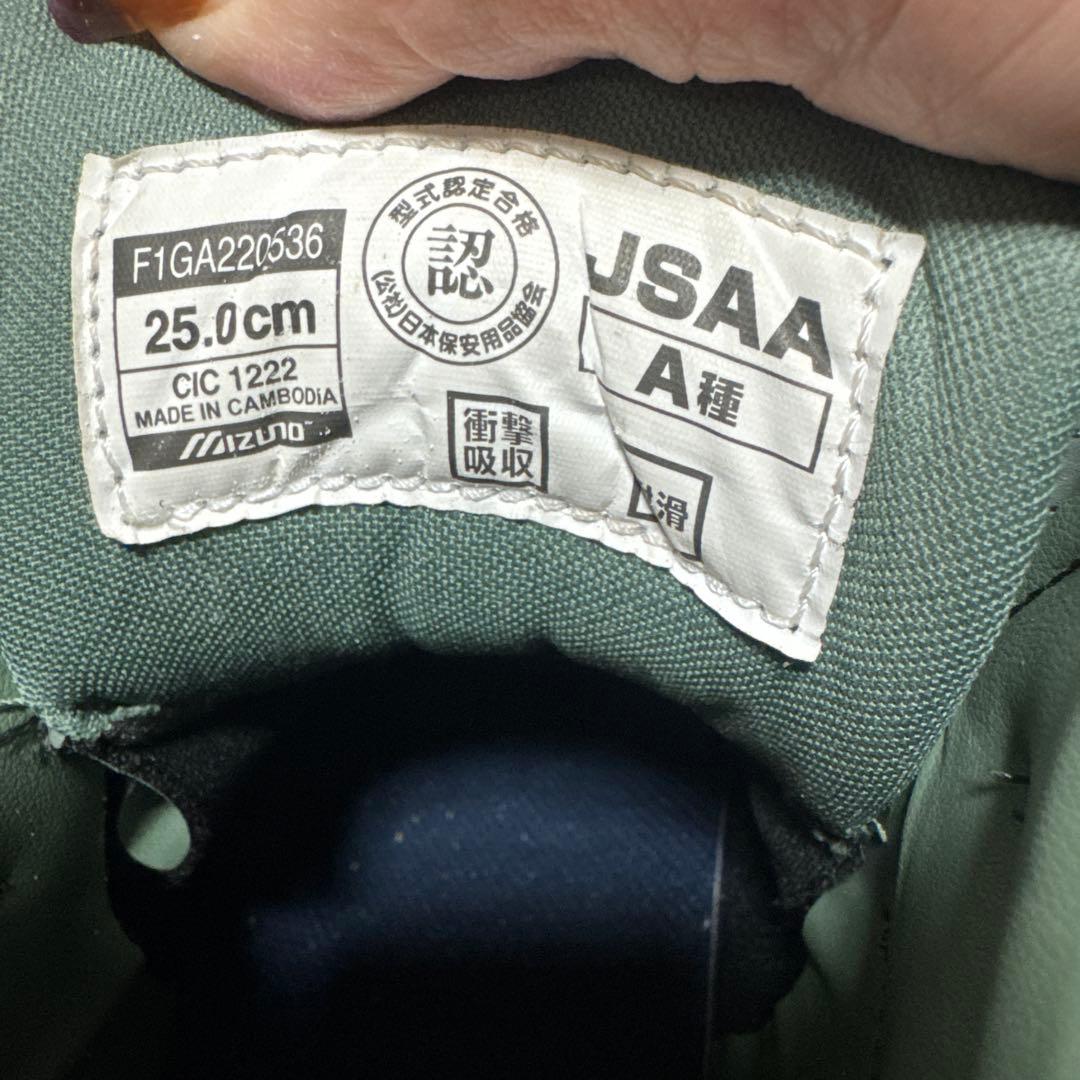 F1GA220536
25.0cm
CIC 1222
MADE IN CAMBODiA
MIZUNO
型式認定合格
認
(公社)日本保安用品協会
衝撃
吸収
JSAA
A種
滑